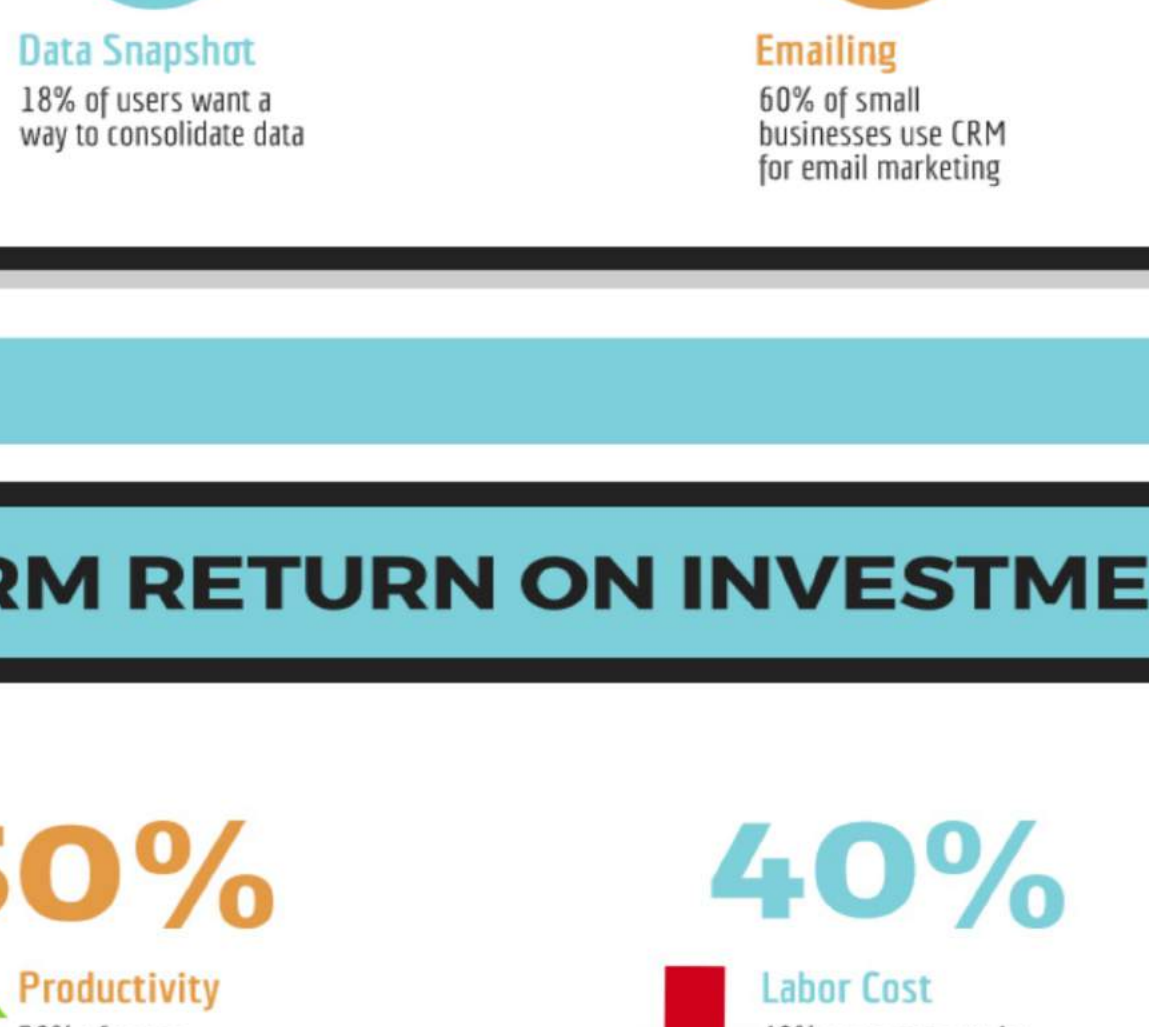 Data Snapshot
18% of users want a
way to consolidate data
Emailing
60% of small
businesses use CRM
for email marketing
RM RETURN ON INVESTME
0%
40%
Productivity
Labor Cost